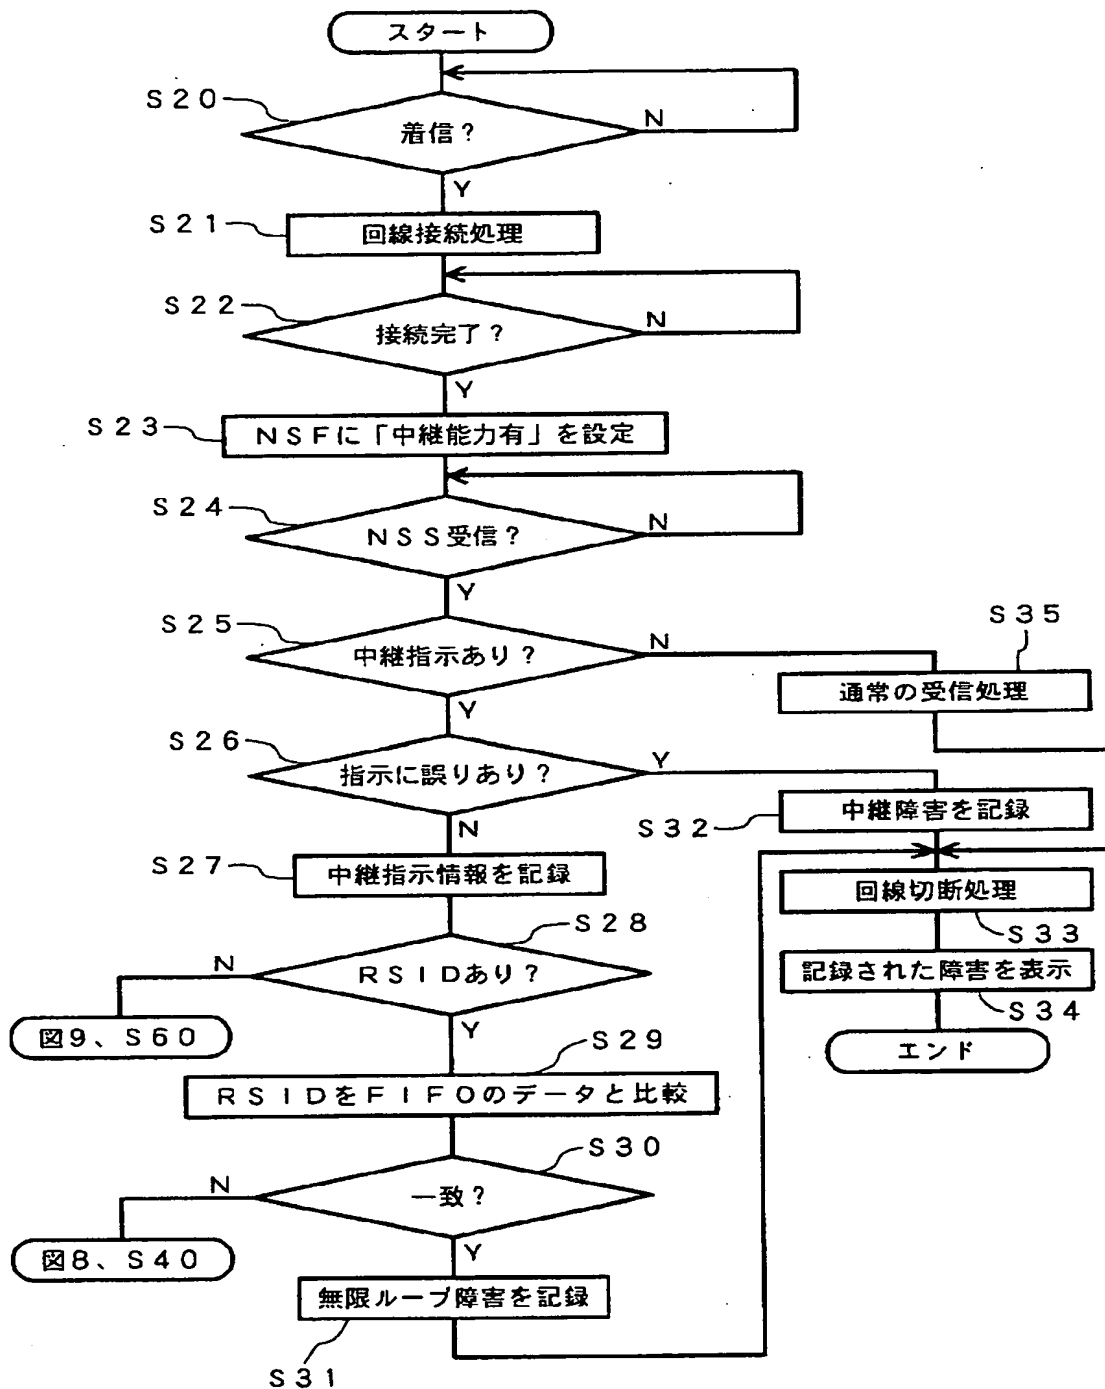 スタート
S20
着信?
N
Y
S21
回線接続処理
S22
接続完了?
N
Y
S23
NSFに「中継能力有」を設定
S24
NSS受信?
N
Y
S25
中継指示あり?
N
S35
通常の受信処理
Y
S26
指示に誤りあり?
Y
S32
中継障害を記録
N
S27
中継指示情報を記録
回線切断処理
S33
S28
RSIDあり?
N
記録された障害を表示
S34
図9、S60
Y
エンド
S29
RSIDをFIFOのデータと比較
S30
一致?
N
図8、S40
Y
無限ループ障害を記録
S31